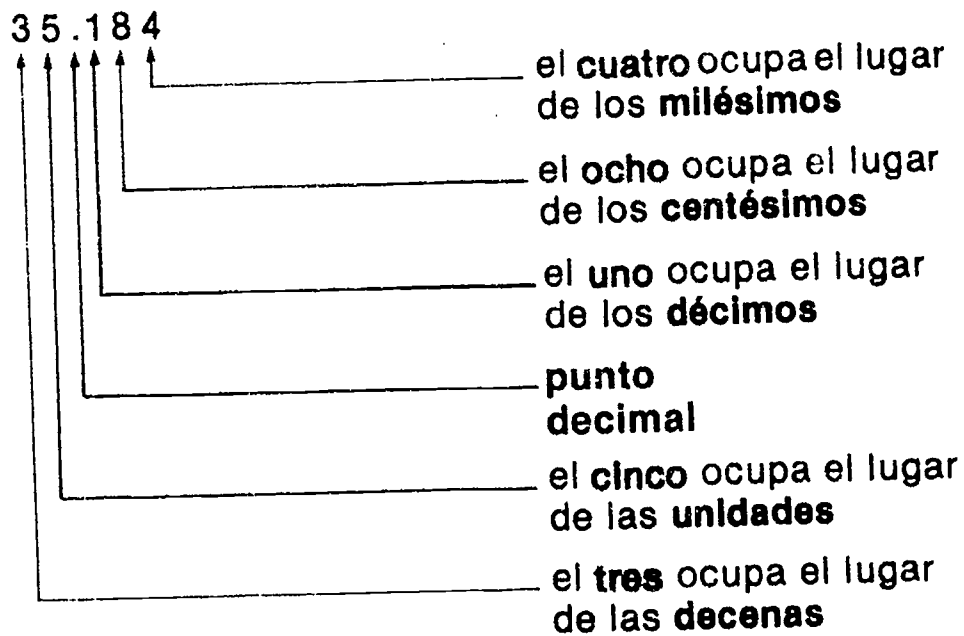 35.184
el cuatro ocupa el lugar
de los milésimos
el ocho ocupa el lugar
de los centésimos
el uno ocupa el lugar
de los décimos
punto
decimal
el cinco ocupa el lugar
de las unidades
el tres ocupa el lugar
de las decenas